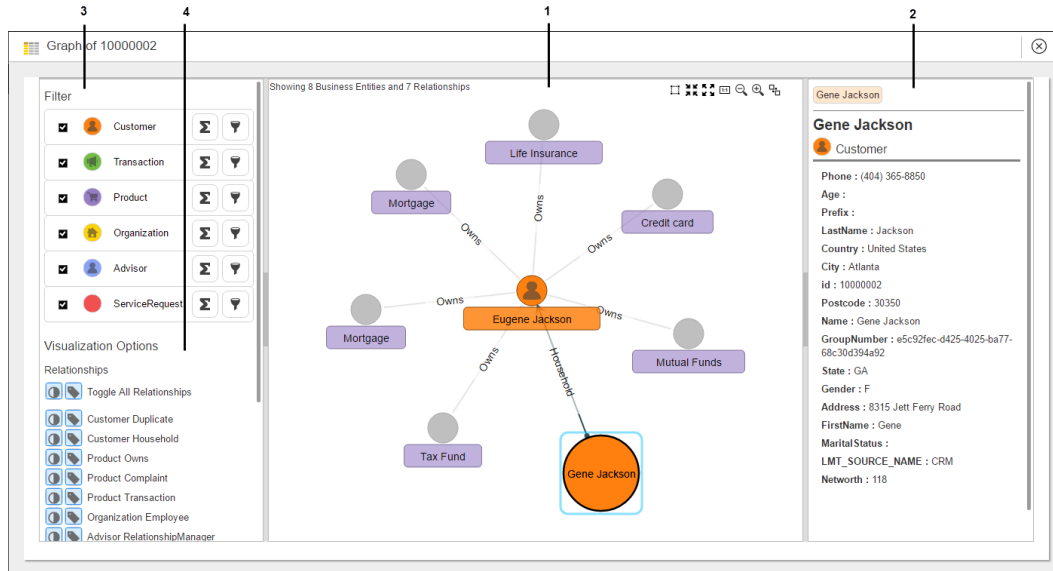 3
4
1
2
Graph of 10000002
Filter
Customer
Transaction
Product
Organization
Advisor
ServiceRequest
Visualization Options
Relationships
Toggle All Relationships
Customer Duplicate
Customer Household
Product Owns
Product Complaint
Product Transaction
Organization Employee
Advisor RelationshipManager
Showing 8 Business Entities and 7 Relationships
1:1
Life Insurance
Mortgage
Credit card
Owns
Owns
Owns
Owns
Eugene Jackson
Owns
Mortgage
Mutual Funds
Owns
Household
Tax Fund
Gene Jackson
Gene Jackson
Gene Jackson
Customer
Phone : (404) 365-8850
Age :
Prefix :
LastName : Jackson
Country : United States
City : Atlanta
id : 10000002
Postcode : 30350
Name : Gene Jackson
GroupNumber : e5c92fec-d425-4025-ba77-
68c30d394a92
State : GA
Gender : F
Address : 8315 Jett Ferry Road
FirstName : Gene
MaritalStatus :
LMT_SOURCE_NAME : CRM
Networth : 118